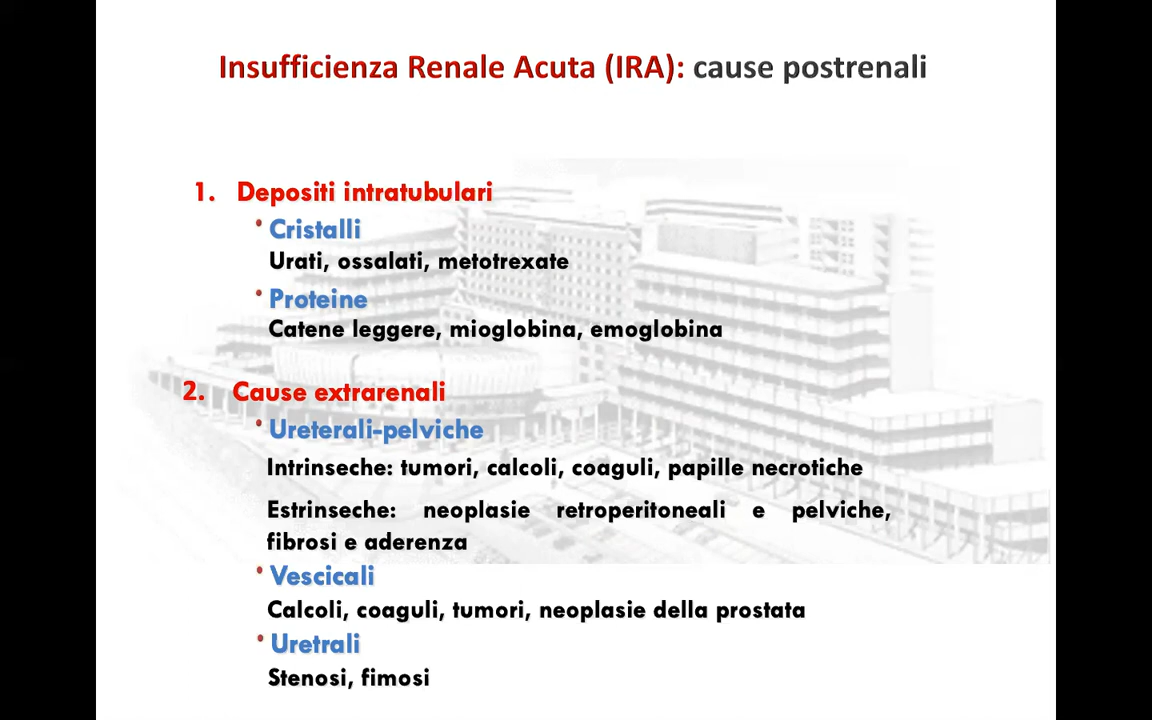 Insufficienza Renale Acuta (IRA): cause postrenali
1. Depositi intratubulari
• Cristalli
Urati, ossalati, metotrexate
• Proteine
Catene leggere, mioglobina, emoglobina
2. Cause extrarenali
• Ureterali-pelviche
Intrinseche: tumori, calcoli, coaguli, papille necrotiche
Estrinseche: neoplasie retroperitoneali e pelviche,
fibrosi e aderenza
• Vescicali
Calcoli, coaguli, tumori, neoplasie della prostata
• Uretrali
Stenosi, fimosi